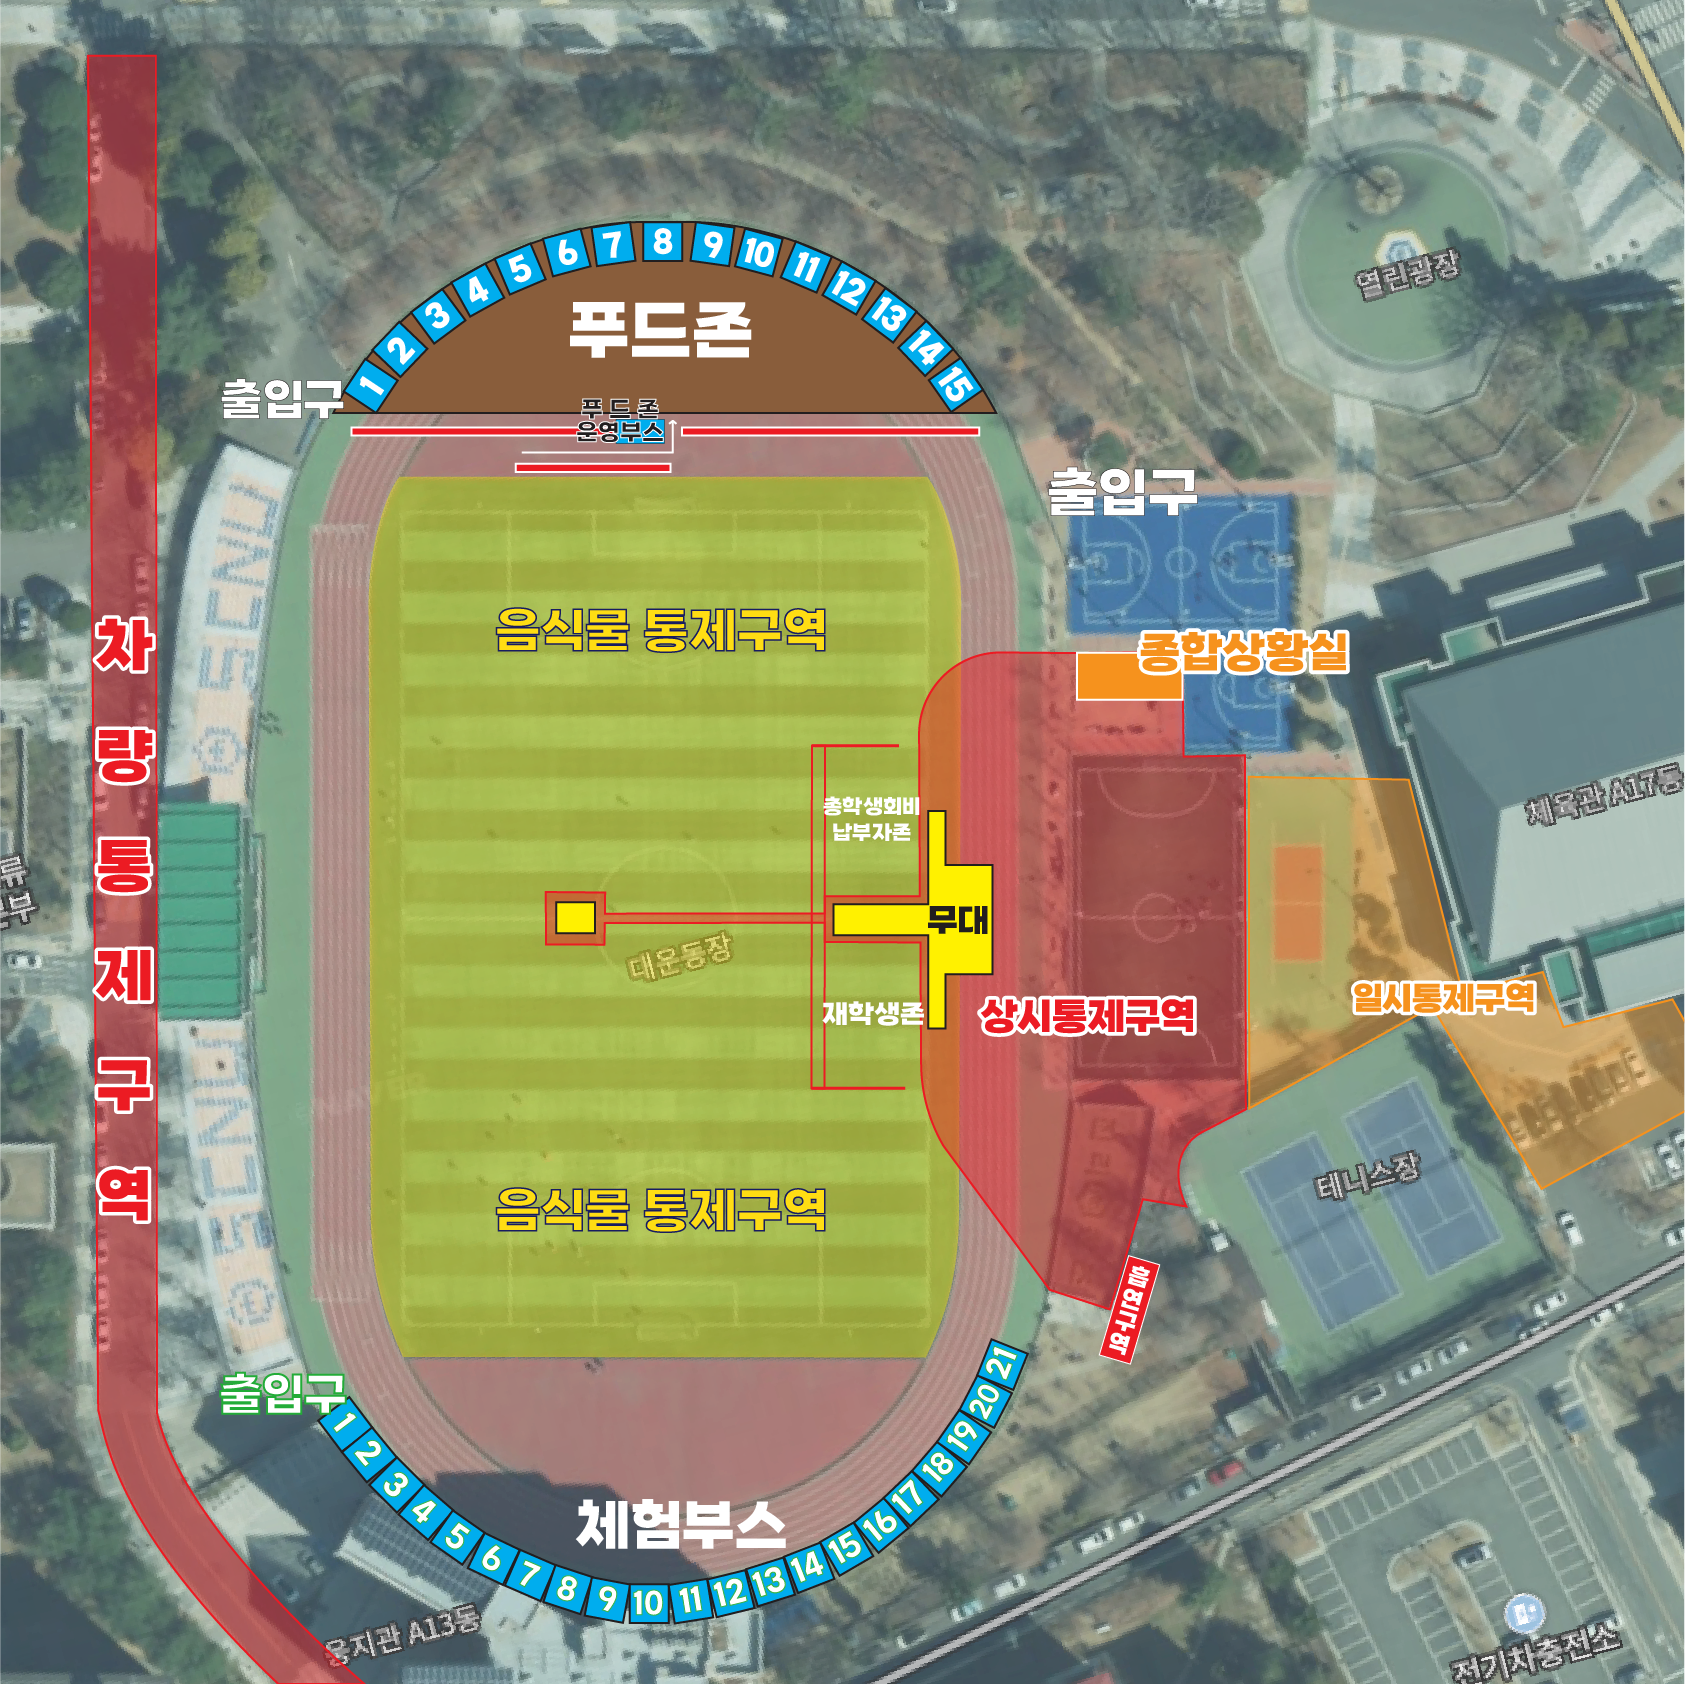 열린광장
1
2
3
4
5
6
7
8
9
10
11
12
13
14
15
푸드존
출입구
푸드존
운영부스
출입구
음식물 통제구역
종합상황실
차량통제구역
체육관 A17동
총학생회비
납부자존
무대
대운동장
재학생존
상시통제구역
일시통제구역
테니스장
음식물 통제구역
흡연구역
출입구
1
2
3
4
5
6
7
8
9
10
11
12
13
14
15
16
17
18
19
20
21
체험부스
웅지관 A13동
전기차충전소